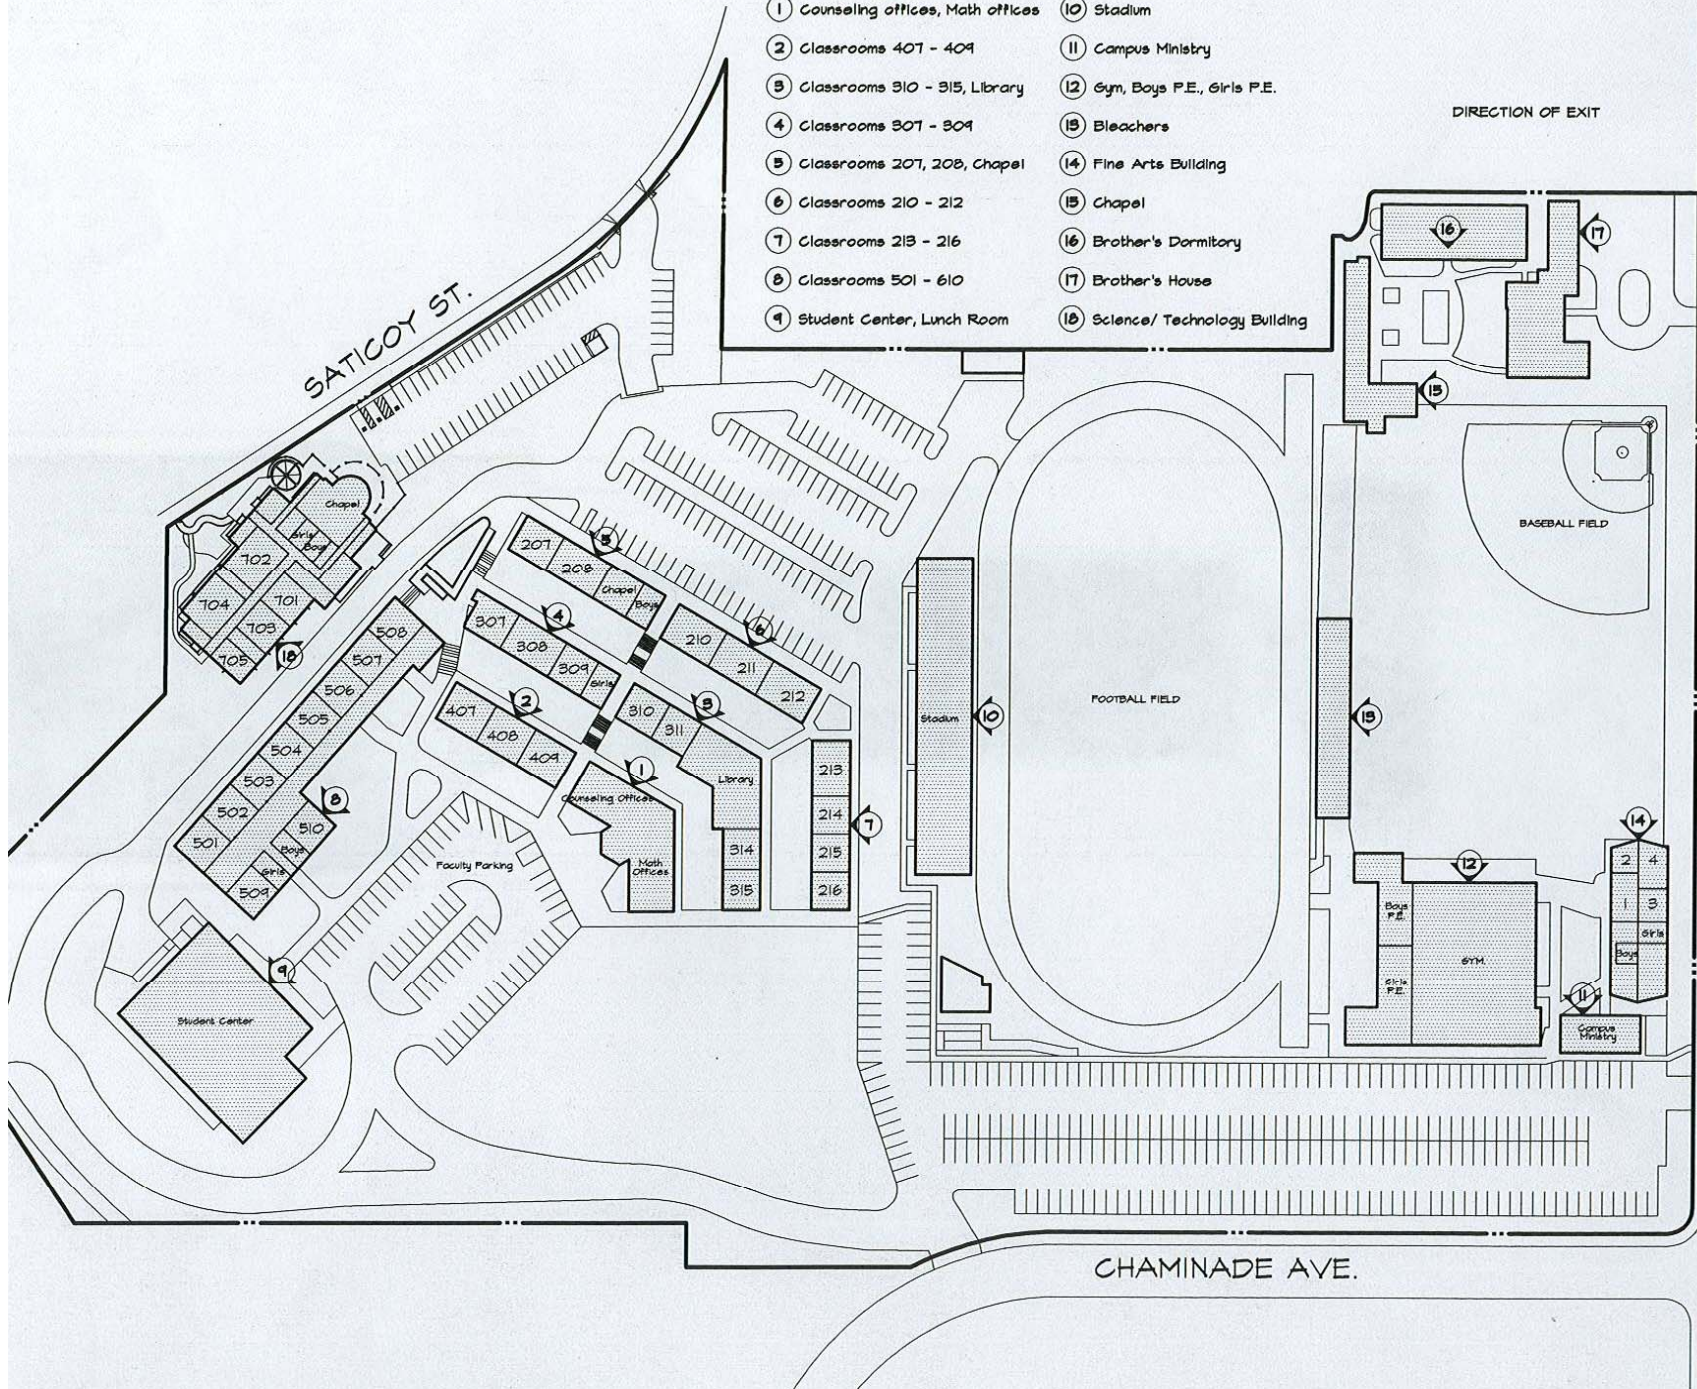 1 Counseling offices, Math offices
2 Classrooms 407 - 409
3 Classrooms 310 - 315, Library
4 Classrooms 307 - 309
5 Classrooms 207, 208, Chapel
6 Classrooms 210 - 212
7 Classrooms 213 - 216
8 Classrooms 501 - 610
9 Student Center, Lunch Room
10 Stadium
11 Campus Ministry
12 Gym, Boys P.E., Girls P.E.
13 Bleachers
14 Fine Arts Building
15 Chapel
16 Brother's Dormitory
17 Brother's House
18 Science/ Technology Building
DIRECTION OF EXIT
SATICOY ST.
16
17
15
BASEBALL FIELD
Chapel
Girls
Boys
702
704
701
703
705
18
207
208
Chapel
Boys
5
210
211
212
6
307
308
309
Girls
4
310
311
Library
314
315
3
407
408
409
2
1
Counseling Offices
Math
Offices
213
214
215
216
7
508
507
506
505
504
503
502
501
510
Boys
Girls
509
8
Faculty Parking
9
Student Center
Stadium
10
FOOTBALL FIELD
13
14
2
4
1
3
Girls
Boys
12
Boys
P.E.
Girls
P.E.
GYM.
11
Campus
Ministry
CHAMINADE AVE.